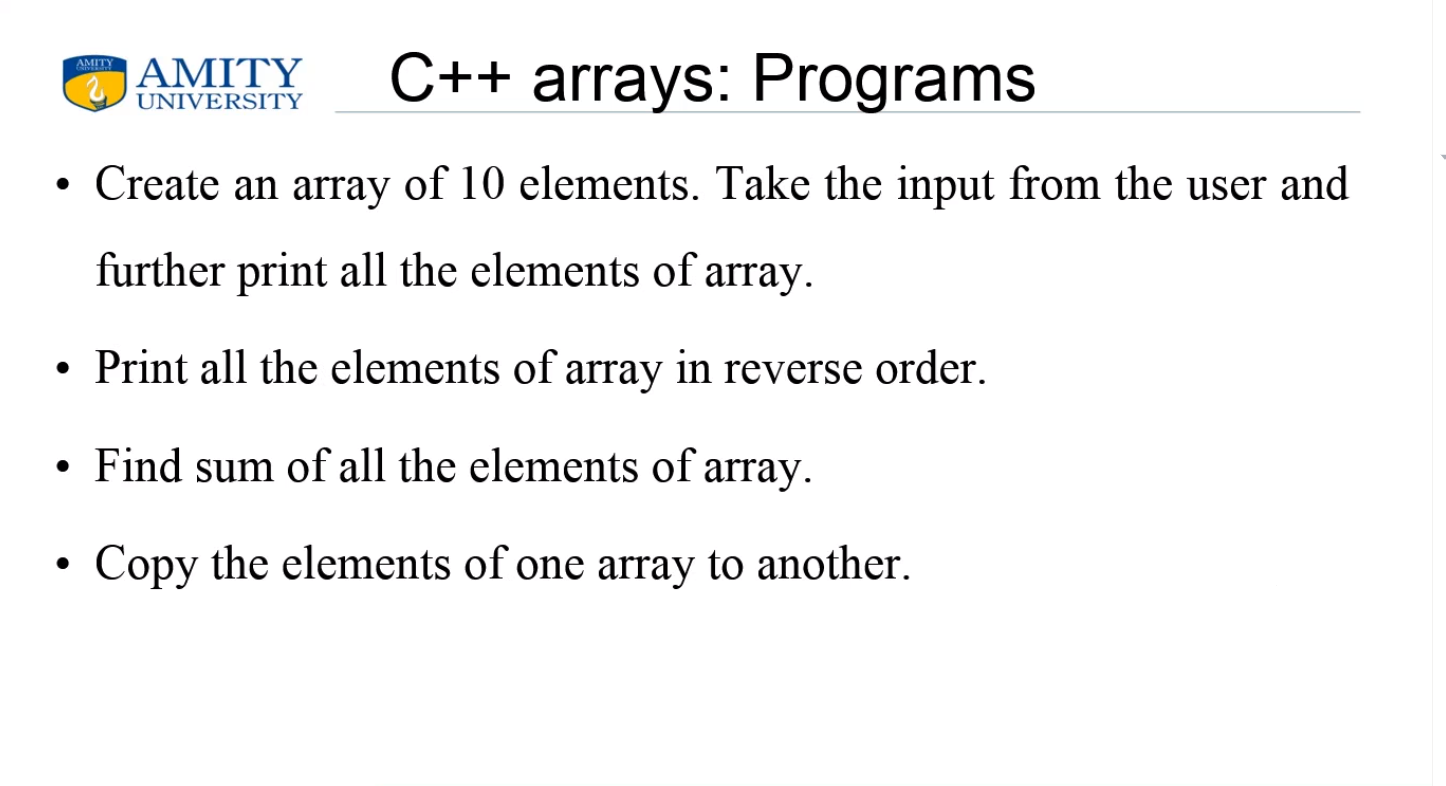 AMITY
UNIVERSITY
AMITY
UNIVERSITY
C++ arrays: Programs
• Create an array of 10 elements. Take the input from the user and
further print all the elements of array.
• Print all the elements of array in reverse order.
• Find sum of all the elements of array.
• Copy the elements of one array to another.